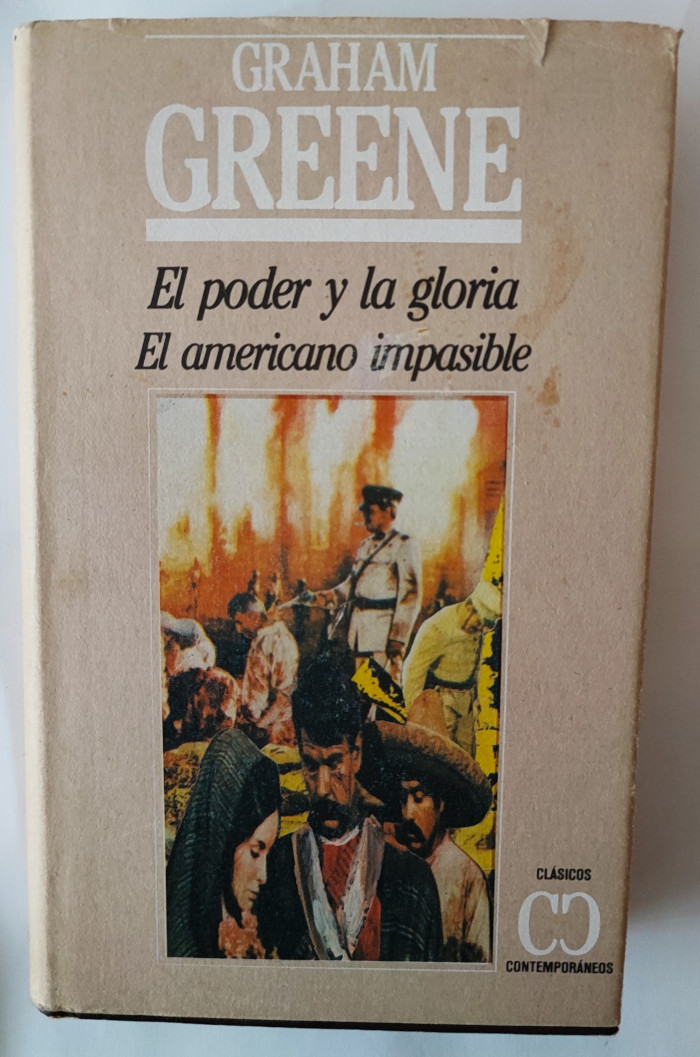 GRAHAM
GREENE
El poder y la gloria
El americano impasible
CLÁSICOS
CC
CONTEMPORÁNEOS